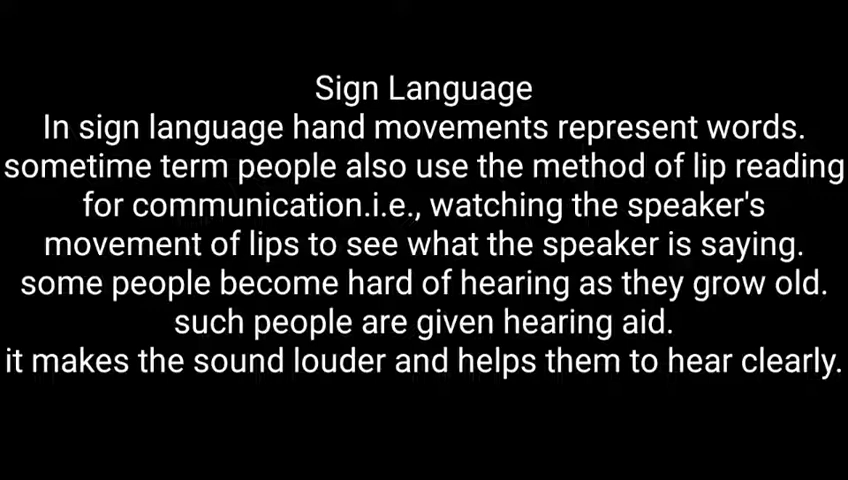 Sign Language
In sign language hand movements represent words.
sometime term people also use the method of lip reading
for communication.i.e., watching the speaker's
movement of lips to see what the speaker is saying.
some people become hard of hearing as they grow old.
such people are given hearing aid.
it makes the sound louder and helps them to hear clearly.